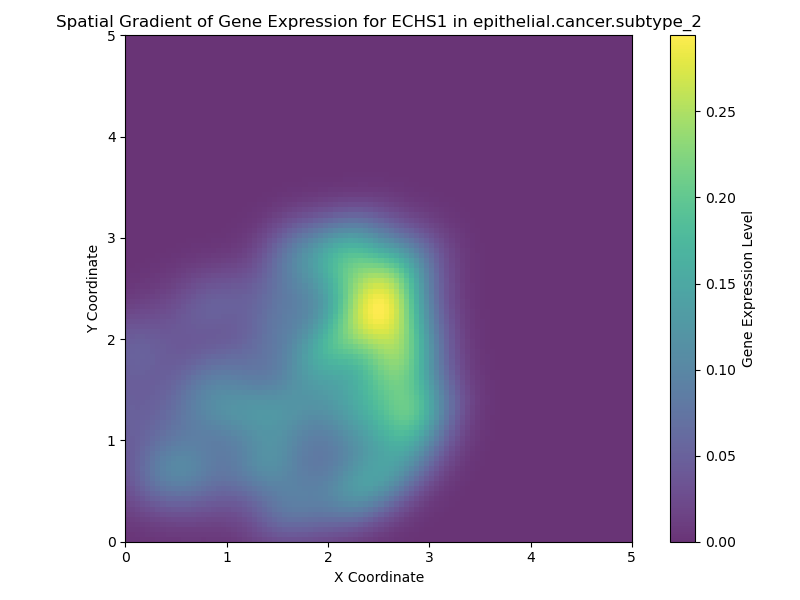 Spatial Gradient of Gene Expression for ECHS1 in epithelial.cancer.subtype_2
5
4
3
2
1
0
Y Coordinate
0 1 2 3 4 5
X Coordinate
0.25
0.20
0.15
0.10
0.05
0.00
Gene Expression Level